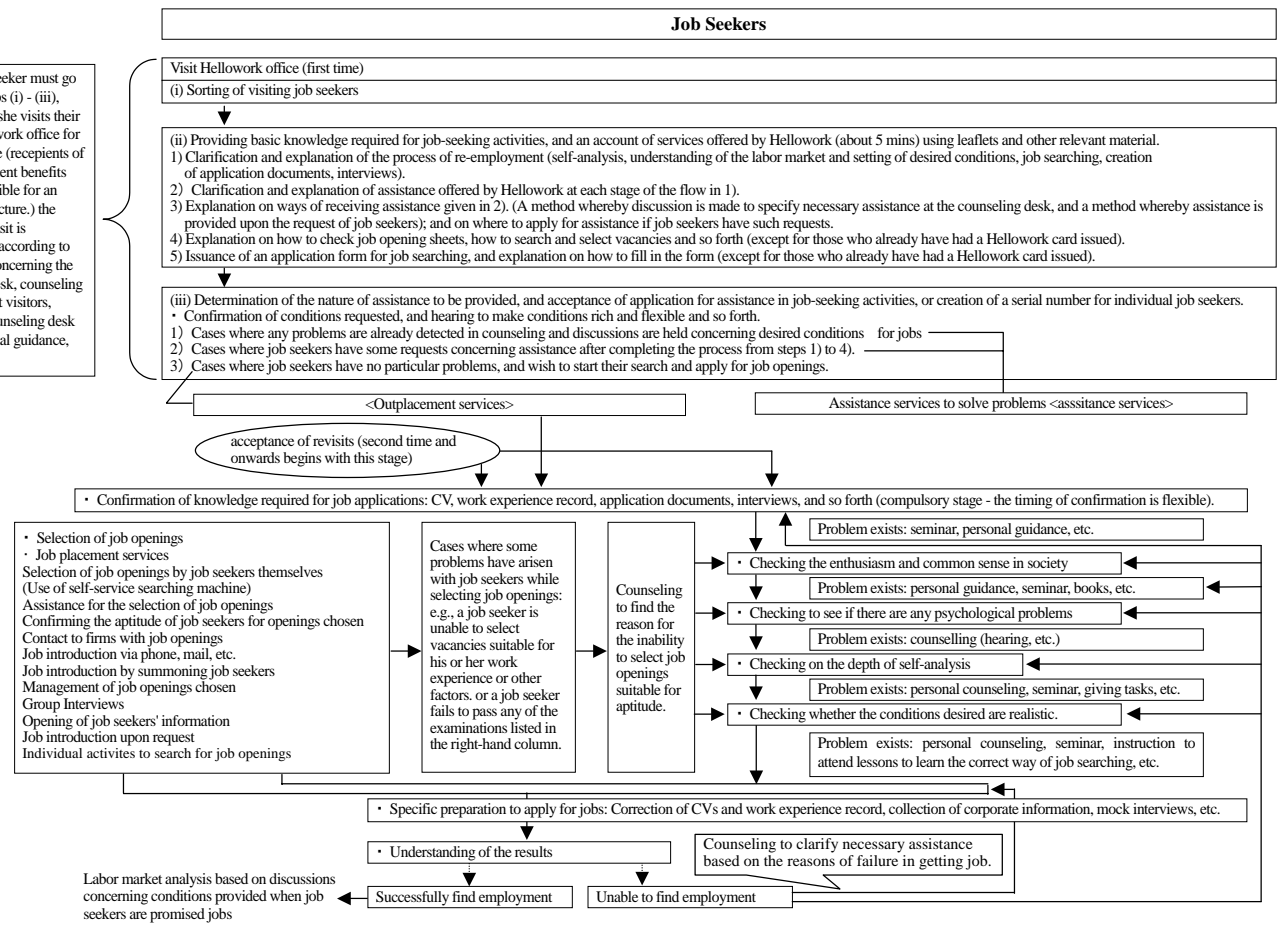 Job Seekers
eeker must go
s (i) - (iii),
she visits their
work office for
e (recepients of
ent benefits
ible for an
cture.) the
sit is
according to
oncerning the
sk, counseling
t visitors,
unseling desk
al guidance,
Visit Hellowork office (first time)
(i) Sorting of visiting job seekers
(ii) Providing basic knowledge required for job-seeking activities, and an account of services offered by Hellowork (about 5 mins) using leaflets and other relevant material.
1) Clarification and explanation of the process of re-employment (self-analysis, understanding of the labor market and setting of desired conditions, job searching, creation
of application documents, interviews).
2) Clarification and explanation of assistance offered by Hellowork at each stage of the flow in 1).
3) Explanation on ways of receiving assistance given in 2). (A method whereby discussion is made to specify necessary assistance at the counseling desk, and a method whereby assistance is
provided upon the request of job seekers); and on where to apply for assistance if job seekers have such requests.
4) Explanation on how to check job opening sheets, how to search and select vacancies and so forth (except for those who already have had a Hellowork card issued).
5) Issuance of an application form for job searching, and explanation on how to fill in the form (except for those who already have had a Hellowork card issued).
(iii) Determination of the nature of assistance to be provided, and acceptance of application for assistance in job-seeking activities, or creation of a serial number for individual job seekers.
・ Confirmation of conditions requested, and hearing to make conditions rich and flexible and so forth.
1) Cases where any problems are already detected in counseling and discussions are held concerning desired conditions for jobs
2) Cases where job seekers have some requests concerning assistance after completing the process from steps 1) to 4).
3) Cases where job seekers have no particular problems, and wish to start their search and apply for job openings.
<Outplacement services>
Assistance services to solve problems <asssitance services>
acceptance of revisits (second time and
onwards begins with this stage)
・ Confirmation of knowledge required for job applications: CV, work experience record, application documents, interviews, and so forth (compulsory stage - the timing of confirmation is flexible).
・ Selection of job openings
・ Job placement services
Selection of job openings by job seekers themselves
(Use of self-service searching machine)
Assistance for the selection of job openings
Confirming the aptitude of job seekers for openings chosen
Contact to firms with job openings
Job introduction via phone, mail, etc.
Job introduction by summoning job seekers
Management of job openings chosen
Group Interviews
Opening of job seekers' information
Job introduction upon request
Individual activites to search for job openings
Cases where some
problems have arisen
with job seekers while
selecting job openings:
e.g., a job seeker is
unable to select
vacancies suitable for
his or her work
experience or other
factors. or a job seeker
fails to pass any of the
examinations listed in
the right-hand column.
Counseling
to find the
reason for
the inability
to select job
openings
suitable for
aptitude.
Problem exists: seminar, personal guidance, etc.
・ Checking the enthusiasm and common sense in society
Problem exists: personal guidance, seminar, books, etc.
・ Checking to see if there are any psychological problems
Problem exists: counselling (hearing, etc.)
・ Checking on the depth of self-analysis
Problem exists: personal counseling, seminar, giving tasks, etc.
・ Checking whether the conditions desired are realistic.
Problem exists: personal counseling, seminar, instruction to
attend lessons to learn the correct way of job searching, etc.
・ Specific preparation to apply for jobs: Correction of CVs and work experience record, collection of corporate information, mock interviews, etc.
・ Understanding of the results
Counseling to clarify necessary assistance
based on the reasons of failure in getting job.
Labor market analysis based on discussions
concerning conditions provided when job
seekers are promised jobs
Successfully find employment
Unable to find employment